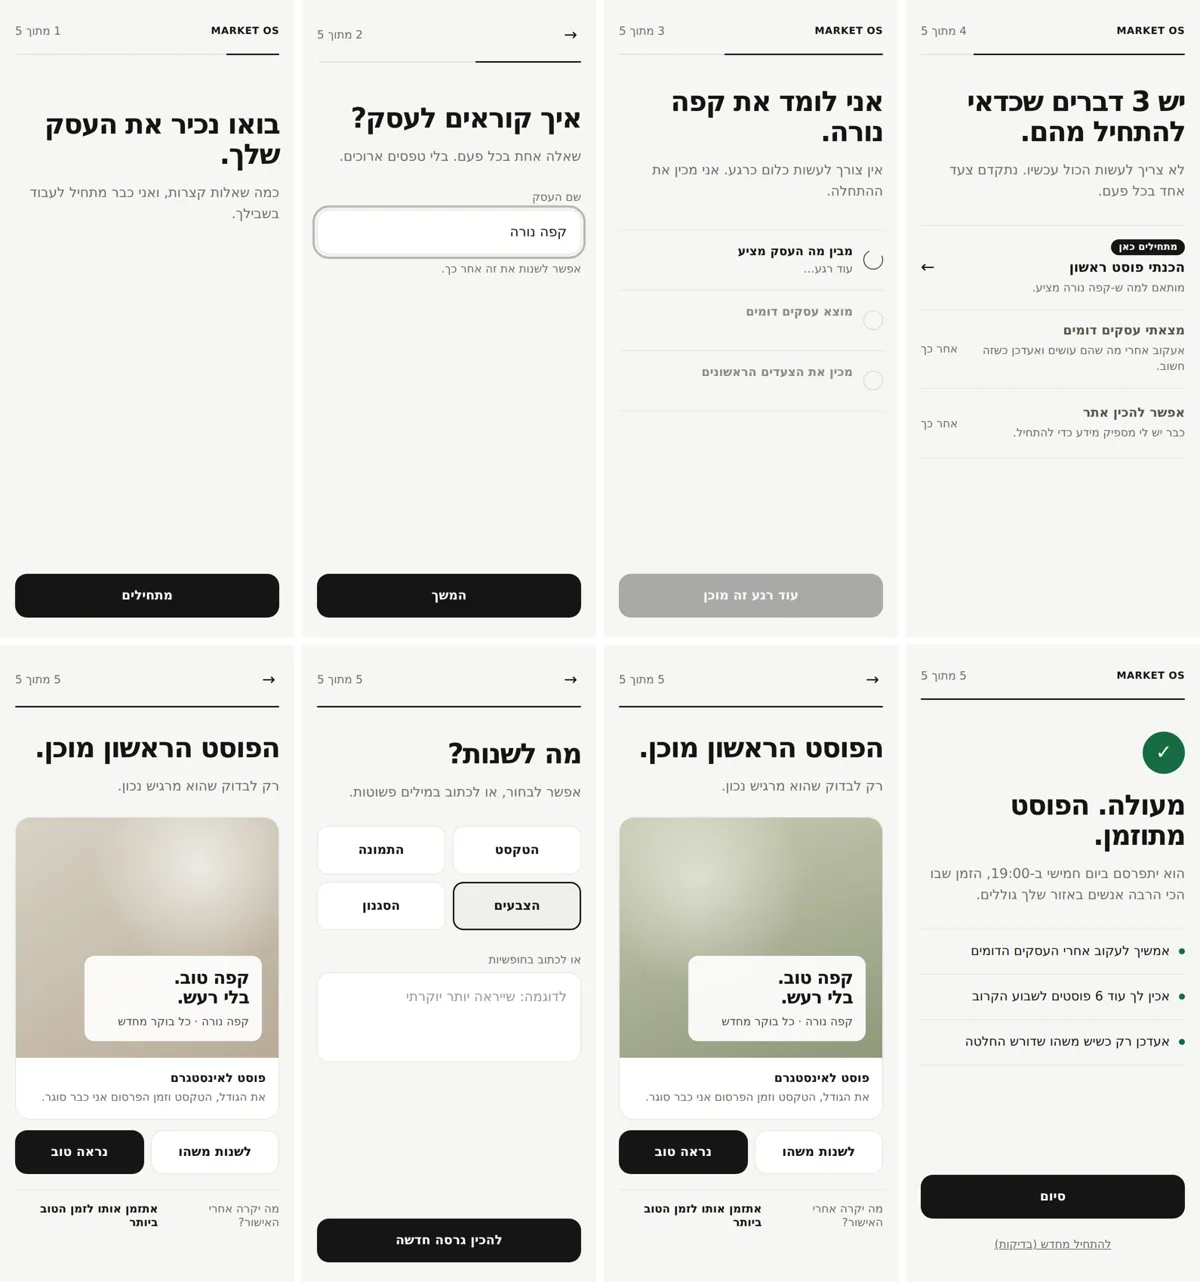 MARKET OS
1 מתוך 5
בואו נכיר את העסק
שלך.
כמה שאלות קצרות, ואני כבר מתחיל לעבוד
בשבילך.
מתחילים
→
2 מתוך 5
איך קוראים לעסק?
שאלה אחת בכל פעם. בלי טפסים ארוכים.
שם העסק
קפה נורה
אפשר לשנות את זה אחר כך.
המשך
MARKET OS
3 מתוך 5
אני לומד את קפה
נורה.
אין צורך לעשות כלום כרגע. אני מכין את
ההתחלה.
מבין מה העסק מציע
עוד רגע...
מוצא עסקים דומים
מכין את הצעדים הראשונים
עוד רגע זה מוכן
MARKET OS
4 מתוך 5
יש 3 דברים שכדאי
להתחיל מהם.
לא צריך לעשות הכול עכשיו. נתקדם צעד
אחד בכל פעם.
מתחילים כאן
הכנתי פוסט ראשון
←
מותאם למה ש-קפה נורה מציע.
מצאתי עסקים דומים
אעקוב אחרי מה שהם עושים ואעדכן כשזה
חשוב.
אחר כך
אפשר להכין אתר
כבר יש לי מספיק מידע כדי להתחיל.
אחר כך
→
5 מתוך 5
הפוסט הראשון מוכן.
רק לבדוק שהוא מרגיש נכון.
קפה טוב.
בלי רעש.
קפה נורה · כל בוקר מחדש
פוסט לאינסטגרם
את הגודל, הטקסט וזמן הפרסום אני כבר סוגר.
לשנות משהו
נראה טוב
מה יקרה אחרי
האישור?
אתזמן אותו לזמן הטוב
ביותר
→
5 מתוך 5
מה לשנות?
אפשר לבחור, או לכתוב במילים פשוטות.
הטקסט
התמונה
הצבעים
הסגנון
או לכתוב בחופשיות
לדוגמה: שייראה יותר יוקרתי
להכין גרסה חדשה
→
5 מתוך 5
הפוסט הראשון מוכן.
רק לבדוק שהוא מרגיש נכון.
קפה טוב.
בלי רעש.
קפה נורה · כל בוקר מחדש
פוסט לאינסטגרם
את הגודל, הטקסט וזמן הפרסום אני כבר סוגר.
לשנות משהו
נראה טוב
מה יקרה אחרי
האישור?
אתזמן אותו לזמן הטוב
ביותר
MARKET OS
5 מתוך 5
✓
מעולה. הפוסט
מתוזמן.
הוא יתפרסם ביום חמישי ב-19:00, הזמן שבו
הכי הרבה אנשים באזור שלך גוללים.
אמשיך לעקוב אחרי העסקים הדומים
אכין לך עוד 6 פוסטים לשבוע הקרוב
אעדכן רק כשיש משהו שדורש החלטה
סיום
להתחיל מחדש (בדיקות)